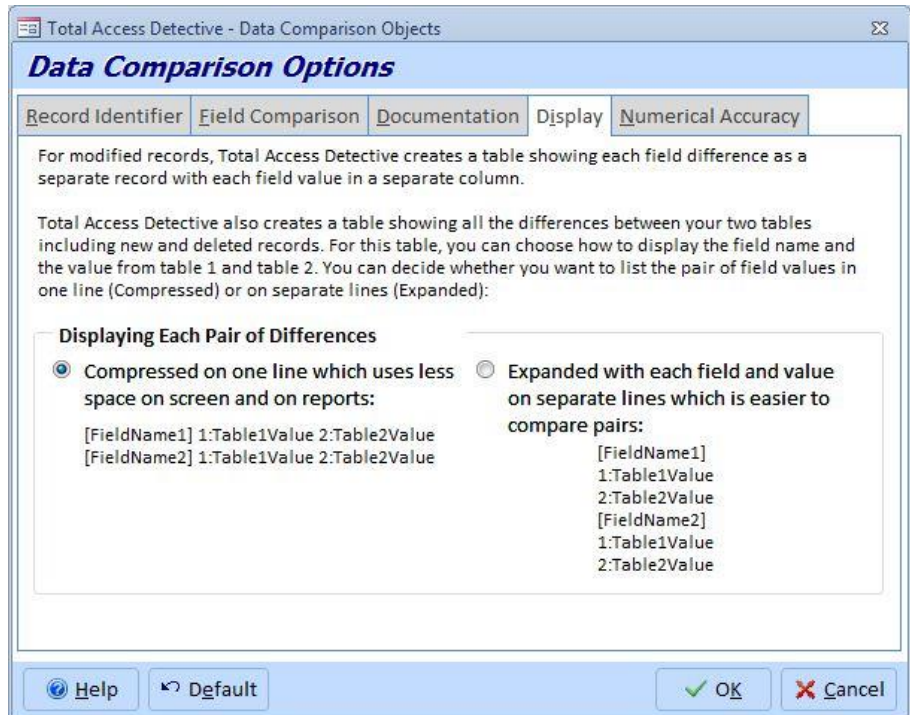 Total Access Detective - Data Comparison Objects
Data Comparison Options
Record Identifier Field Comparison Documentation Display Numerical Accuracy
For modified records, Total Access Detective creates a table showing each field difference as a
separate record with each field value in a separate column.
Total Access Detective also creates a table showing all the differences between your two tables
including new and deleted records. For this table, you can choose how to display the field name and
the value from table 1 and table 2. You can decide whether you want to list the pair of field values in
one line (Compressed) or on separate lines (Expanded):
Displaying Each Pair of Differences
Compressed on one line which uses less
space on screen and on reports:
[FieldName1] 1:Table1Value 2:Table2Value
[FieldName2] 1:Table1Value 2:Table2Value
Expanded with each field and value
on separate lines which is easier to
compare pairs:
[FieldName1]
1:Table1Value
2:Table2Value
[FieldName2]
1:Table1Value
2:Table2Value
Help Default OK Cancel